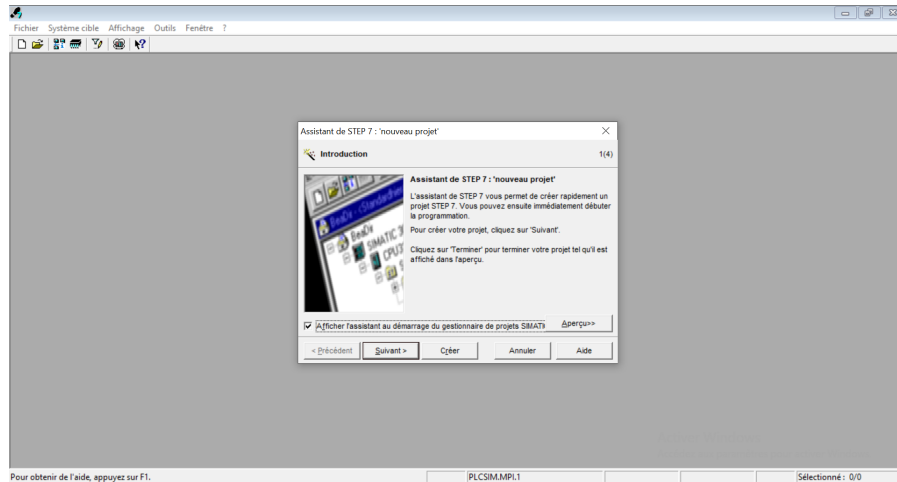 Fichier Système cible Affichage Outils Fenêtre ?
Assistant de STEP 7 : 'nouveau projet'
Introduction 1(4)
Assistant de STEP 7 : 'nouveau projet'
L'assistant de STEP 7 vous permet de créer rapidement un
projet STEP 7. Vous pouvez ensuite immédiatement débuter
la programmation.
Pour créer votre projet, cliquez sur 'Suivant'.
Cliquez sur 'Terminer' pour terminer votre projet tel qu'il est
affiché dans l'aperçu.
SIMATIC 3
Afficher l'assistant au démarrage du gestionnaire de projets SIMATI
Aperçu>>
< Précédent Suivant > Créer Annuler Aide
Pour obtenir de l'aide, appuyez sur F1. PLCSIM.MPI.1 Sélectionné : 0/0